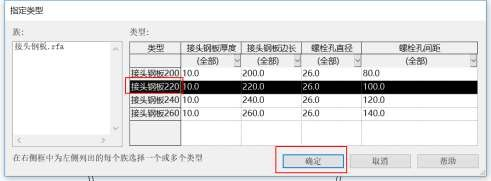 指定类型
族:
类型:
接头钢板.rfa
类型 接头钢板厚度 接头钢板边长 螺栓孔直径 螺栓孔间距
(全部) (全部) (全部) (全部)
接头钢板200 10.0 200.0 26.0 80.0
接头钢板220 10.0 220.0 26.0 100.0
接头钢板240 10.0 240.0 26.0 120.0
接头钢板260 10.0 260.0 26.0 140.0
在右侧框中为左侧列出的每个族选择一个或多个类型
确定 取消 帮助